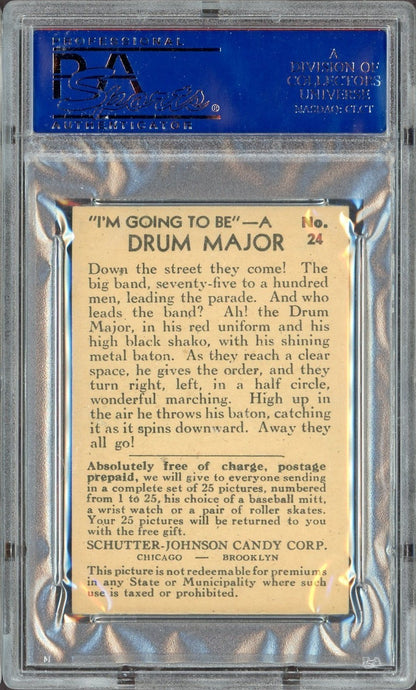 PROFESSIONAL
PSA
Sports®
AUTHENTICATOR
A
DIVISION OF
COLLECTORS
UNIVERSE
NASDAQ: CLCT
"I'M GOING TO BE"—A No.
DRUM MAJOR 24
Down the street they come! The
big band, seventy-five to a hundred
men, leading the parade. And who
leads the band? Ah! the Drum
Major, in his red uniform and his
high black shako, with his shining
metal baton. As they reach a clear
space, he gives the order, and they
turn right, left, in a half circle,
wonderful marching. High up in
the air he throws his baton, catching
it as it spins downward. Away they
all go!
Absolutely free of charge, postage
prepaid, we will give to everyone sending
in a complete set of 25 pictures, numbered
from 1 to 25, his choice of a baseball mitt,
a wrist watch or a pair of roller skates.
Your 25 pictures will be returned to you
with the free gift.
SCHUTTER-JOHNSON CANDY CORP.
CHICAGO — BROOKLYN
This picture is not redeemable for premiums
in any State or Municipality where such
use is taxed or prohibited.